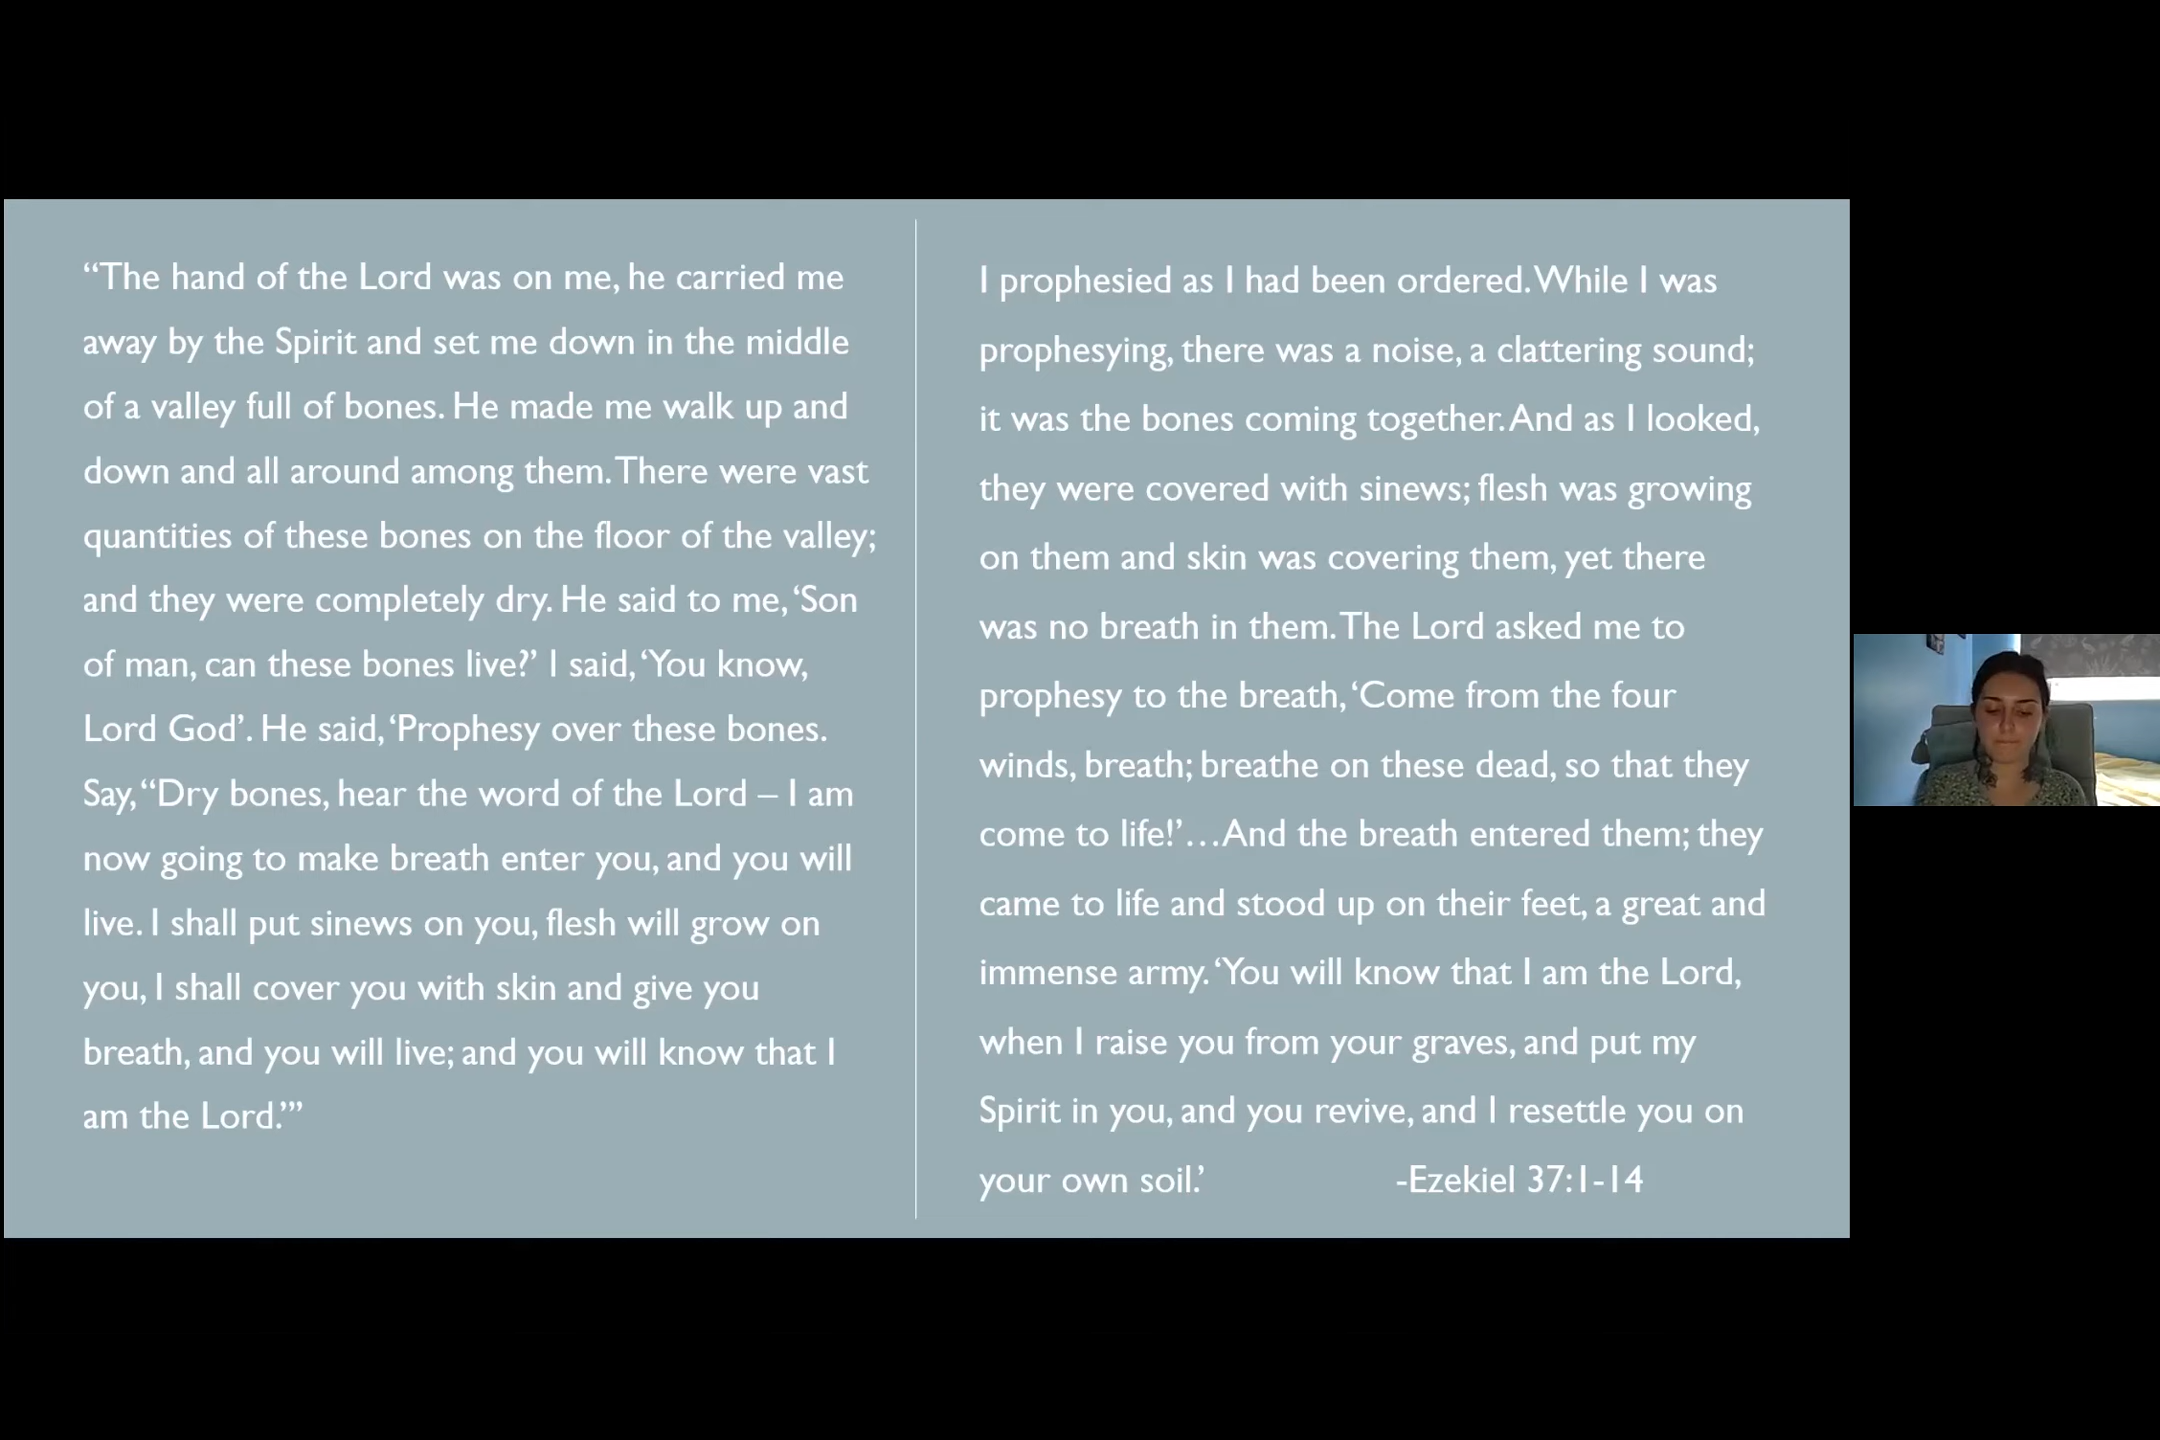 “The hand of the Lord was on me, he carried me
away by the Spirit and set me down in the middle
of a valley full of bones. He made me walk up and
down and all around among them. There were vast
quantities of these bones on the floor of the valley;
and they were completely dry. He said to me, ‘Son
of man, can these bones live?’ I said, ‘You know,
Lord God’. He said, ‘Prophesy over these bones.
Say, “Dry bones, hear the word of the Lord – I am
now going to make breath enter you, and you will
live. I shall put sinews on you, flesh will grow on
you, I shall cover you with skin and give you
breath, and you will live; and you will know that I
am the Lord.’”
I prophesied as I had been ordered. While I was
prophesying, there was a noise, a clattering sound;
it was the bones coming together. And as I looked,
they were covered with sinews; flesh was growing
on them and skin was covering them, yet there
was no breath in them. The Lord asked me to
prophesy to the breath, ‘Come from the four
winds, breath; breathe on these dead, so that they
come to life!’…And the breath entered them; they
came to life and stood up on their feet, a great and
immense army. ‘You will know that I am the Lord,
when I raise you from your graves, and put my
Spirit in you, and you revive, and I resettle you on
your own soil.’ -Ezekiel 37:1-14